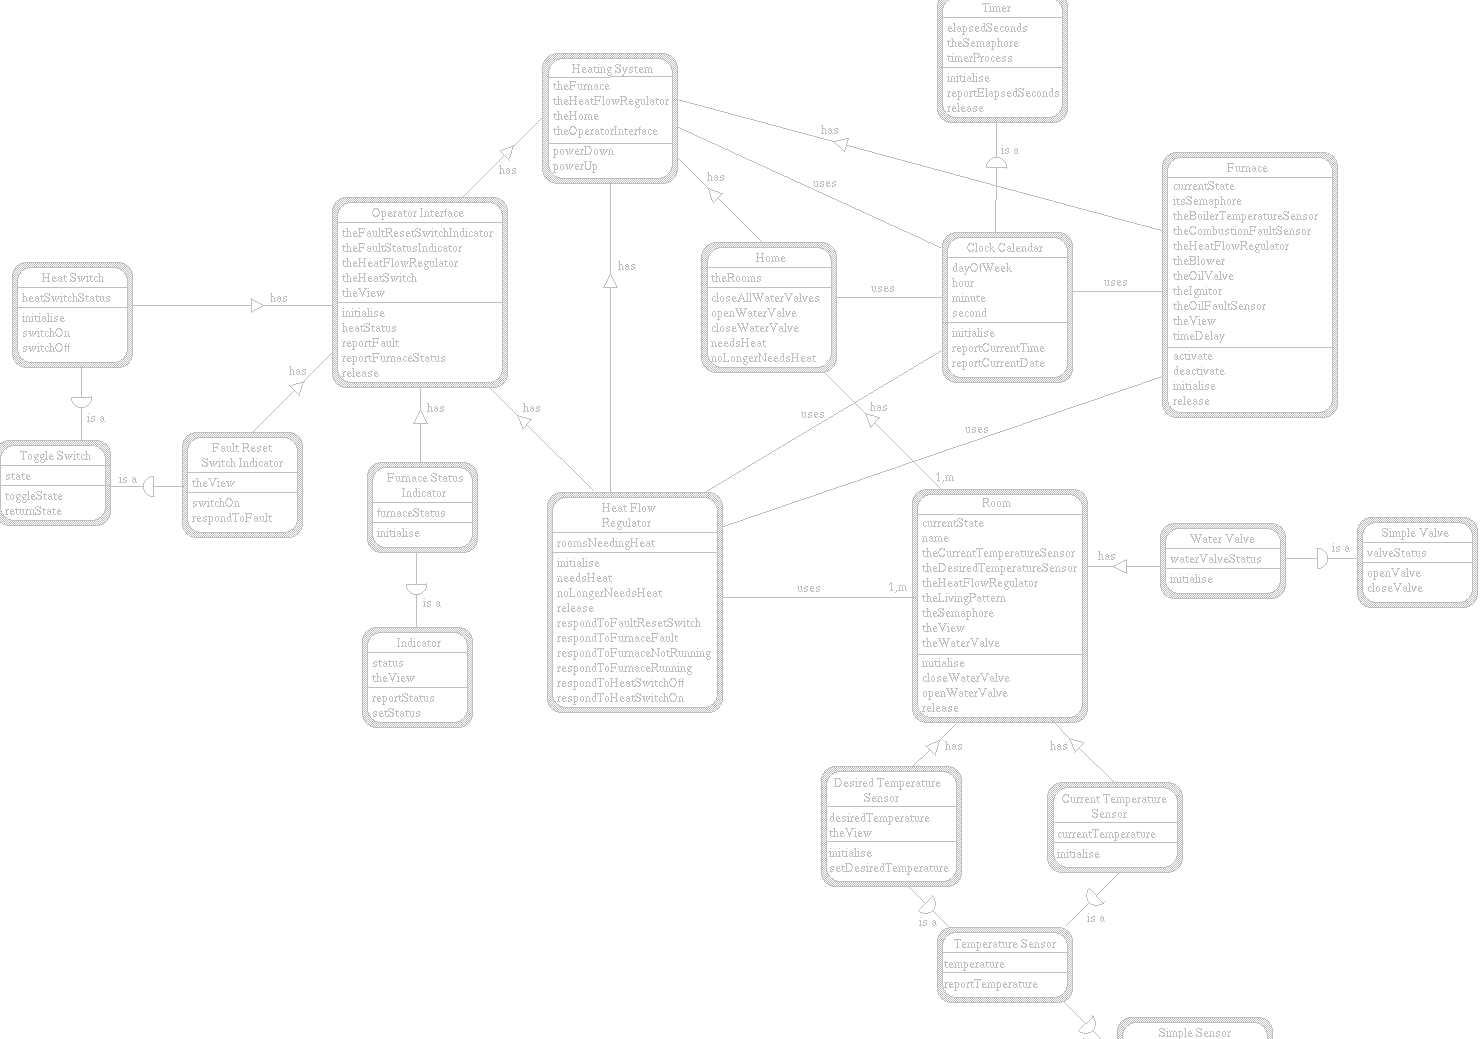 Timer
elapsedSeconds
theSemaphore
timerProcess
initialise
reportElapsedSeconds
release
is a
Heating System
theFurnace
theHeatFlowRegulator
theHome
theOperatorInterface
powerDown
powerUp
has
has
uses
has
has
Furnace
currentState
itsSemaphore
theBoilerTemperatureSensor
theCombustionFaultSensor
theHeatFlowRegulator
theBlower
theOilValve
theIgnitor
theOilFaultSensor
theView
timeDelay
activate
deactivate
initialise
release
Operator Interface
theFaultResetSwitchIndicator
theFaultStatusIndicator
theHeatFlowRegulator
theHeatSwitch
theView
initialise
heatStatus
reportFault
reportFurnaceStatus
release
Home
theRooms
closeAllWaterValves
openWaterValve
closeWaterValve
needsHeat
noLongerNeedsHeat
uses
Clock Calendar
dayOfWeek
hour
minute
second
initialise
reportCurrentTime
reportCurrentDate
uses
Heat Switch
heatSwitchStatus
initialise
switchOn
switchOff
has
is a
has
has
has
uses
has
1,m
uses
Toggle Switch
state
toggleState
returnState
is a
Fault Reset
Switch Indicator
theView
switchOn
respondToFault
Furnace Status
Indicator
furnaceStatus
initialise
is a
Indicator
status
theView
reportStatus
setStatus
Heat Flow
Regulator
roomsNeedingHeat
initialise
needsHeat
noLongerNeedsHeat
release
respondToFaultResetSwitch
respondToFurnaceFault
respondToFurnaceNotRunning
respondToFurnaceRunning
respondToHeatSwitchOff
respondToHeatSwitchOn
uses
1,m
Room
currentState
name
theCurrentTemperatureSensor
theDesiredTemperatureSensor
theHeatFlowRegulator
theLivingPattern
theSemaphore
theView
theWaterValve
initialise
closeWaterValve
openWaterValve
release
has
Water Valve
waterValveStatus
initialise
is a
Simple Valve
valveStatus
openValve
closeValve
has
has
Desired Temperature
Sensor
desiredTemperature
theView
initialise
setDesiredTemperature
Current Temperature
Sensor
currentTemperature
initialise
is a
is a
Temperature Sensor
temperature
reportTemperature
Simple Sensor